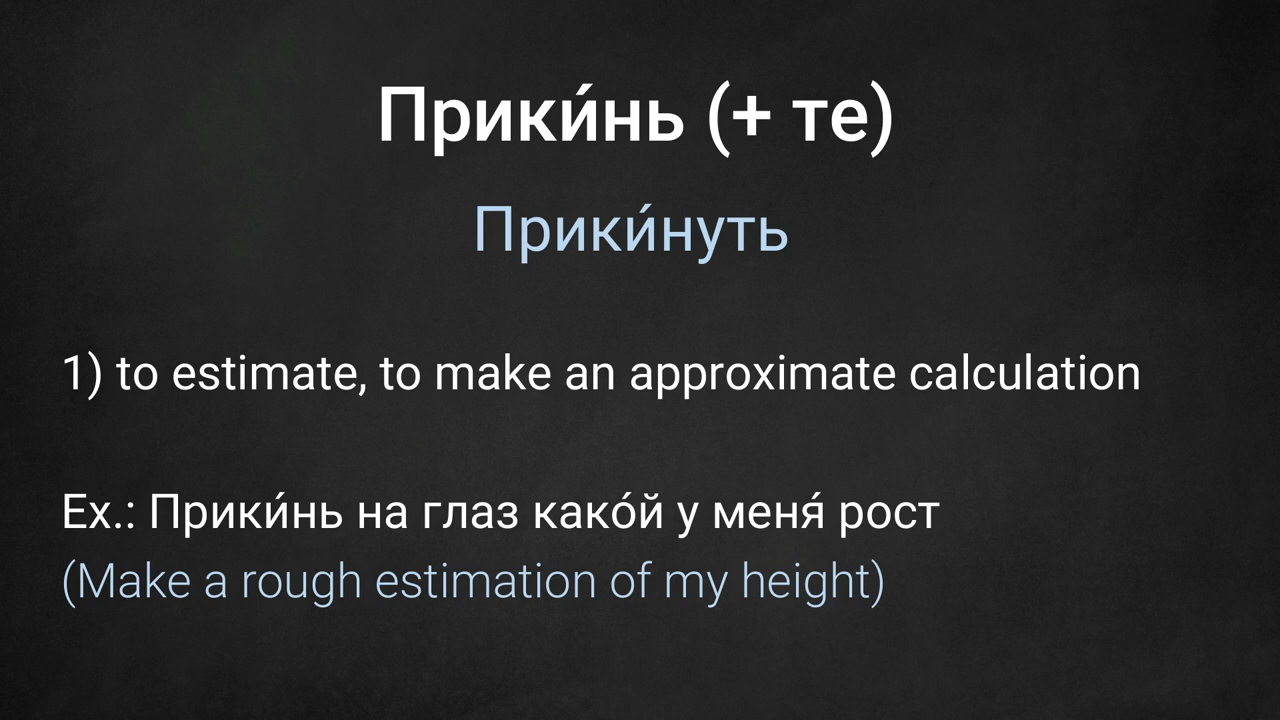 Прики́нь (+ те)
Прики́нуть
1) to estimate, to make an approximate calculation
Ex.: Прики́нь на глаз како́й у меня́ рост
(Make a rough estimation of my height)